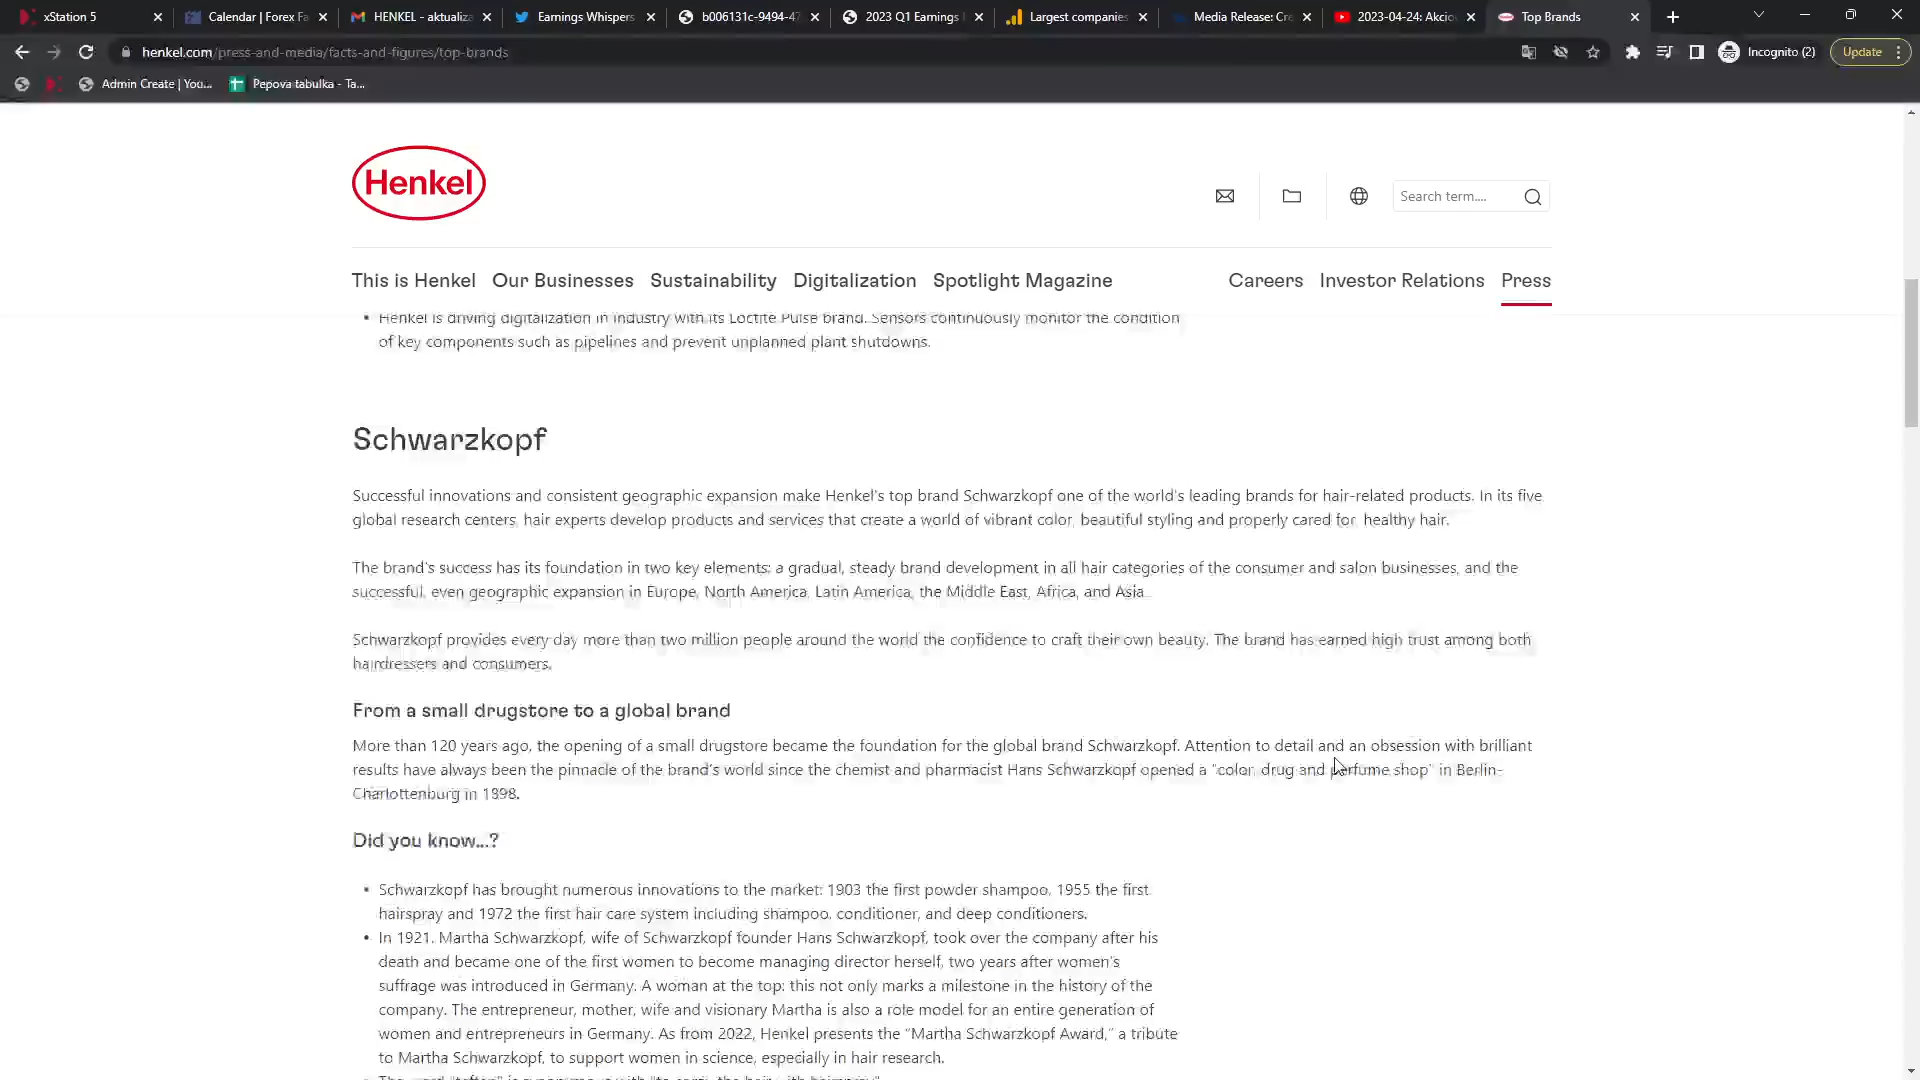 xStation 5
Calendar | Forex Fa
HENKEL - aktualiza
Earnings Whispers
b006131c-9494-47
2023 Q1 Earnings
Largest companies
Media Release: Cre
2023-04-24: Akcio
Top Brands
henkel.com/press-and-media/facts-and-figures/top-brands
Incognito (2)
Update
Admin Create | You...
Pepova tabulka - Ta...
Henkel
Search term....
This is Henkel
Our Businesses
Sustainability
Digitalization
Spotlight Magazine
Careers
Investor Relations
Press
• Henkel is driving digitalization in industry with its Loctite Pulse brand. Sensors continuously monitor the condition
of key components such as pipelines and prevent unplanned plant shutdowns.
Schwarzkopf
Successful innovations and consistent geographic expansion make Henkel's top brand Schwarzkopf one of the world's leading brands for hair-related products. In its five
global research centers, hair experts develop products and services that create a world of vibrant color, beautiful styling and properly cared for, healthy hair.
The brand's success has its foundation in two key elements: a gradual, steady brand development in all hair categories of the consumer and salon businesses, and the
successful, even geographic expansion in Europe, North America, Latin America, the Middle East, Africa, and Asia.
Schwarzkopf provides every day more than two million people around the world the confidence to craft their own beauty. The brand has earned high trust among both
hairdressers and consumers.
From a small drugstore to a global brand
More than 120 years ago, the opening of a small drugstore became the foundation for the global brand Schwarzkopf. Attention to detail and an obsession with brilliant
results have always been the pinnacle of the brand's world since the chemist and pharmacist Hans Schwarzkopf opened a "color, drug and perfume shop" in Berlin-
Charlottenburg in 1898.
Did you know...?
• Schwarzkopf has brought numerous innovations to the market: 1903 the first powder shampoo, 1955 the first
hairspray and 1972 the first hair care system including shampoo, conditioner, and deep conditioners.
• In 1921, Martha Schwarzkopf, wife of Schwarzkopf founder Hans Schwarzkopf, took over the company after his
death and became one of the first women to become managing director herself, two years after women's
suffrage was introduced in Germany. A woman at the top: this not only marks a milestone in the history of the
company. The entrepreneur, mother, wife and visionary Martha is also a role model for an entire generation of
women and entrepreneurs in Germany. As from 2022, Henkel presents the "Martha Schwarzkopf Award," a tribute
to Martha Schwarzkopf, to support women in science, especially in hair research.